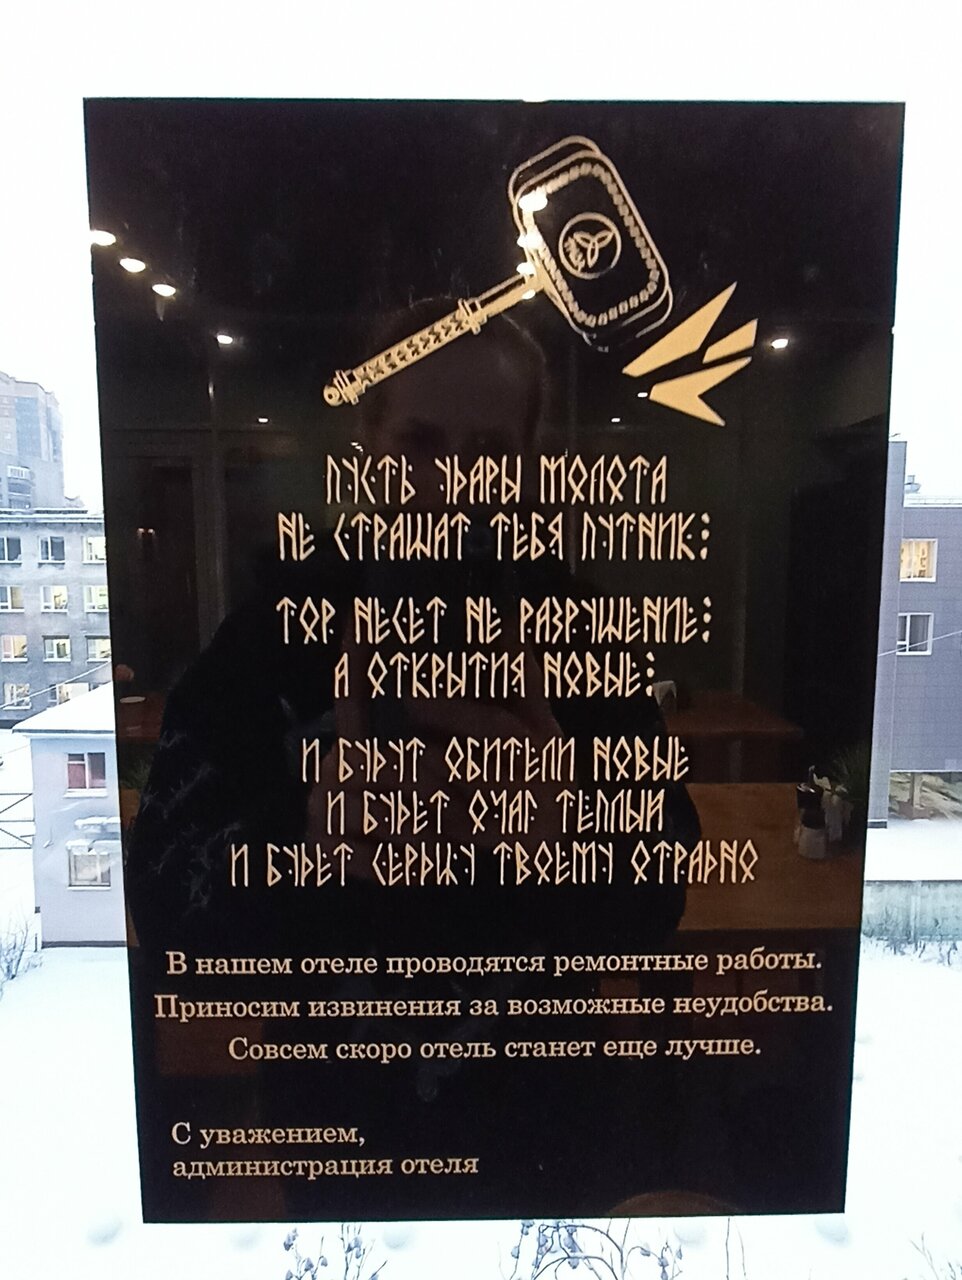 ПУСТЬ УДАРЫ МОЛОТА
НЕ СТРАШАТ ТЕБЯ ПУТНИК⋮
ТОР НЕСЕТ НЕ РАЗРУШЕНИЕ⋮
А ОТКРЫТИЯ НОВЫЕ⋮
И БУДУТ ОБИТЕЛИ НОВЫЕ
И БУДЕТ ОЧАГ ТЁПЛЫЙ
И БУДЕТ СЕРДЦУ ТВОЕМУ ОТРАДНО
В нашем отеле проводятся ремонтные работы.
Приносим извинения за возможные неудобства.
Совсем скоро отель станет еще лучше.
С уважением,
администрация отеля